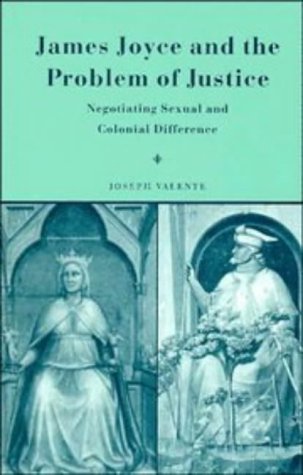 James Joyce and the
Problem of Justice
Negotiating Sexual and
Colonial Difference
JOSEPH VALENTE